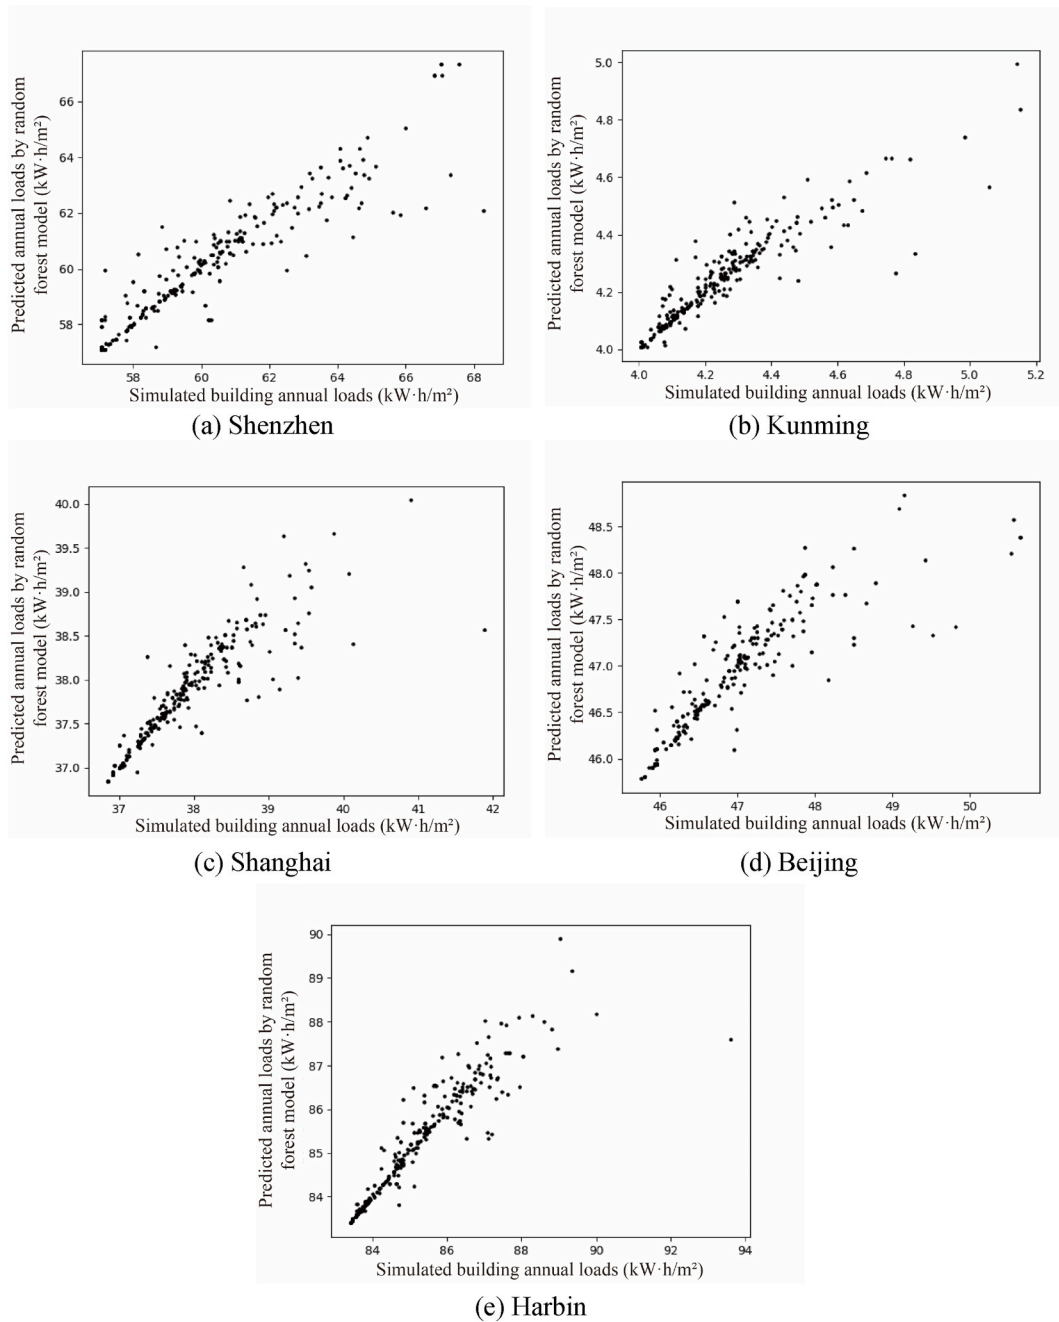 Predicted annual loads by random
forest model (kW·h/m²)
66
64
62
60
58
58 60 62 64 66 68
Simulated building annual loads (kW·h/m²)
(a) Shenzhen
Predicted annual loads by random
forest model (kW·h/m²)
5.0
4.8
4.6
4.4
4.2
4.0
4.0 4.2 4.4 4.6 4.8 5.0 5.2
Simulated building annual loads (kW·h/m²)
(b) Kunming
Predicted annual loads by random
forest model (kW·h/m²)
40.0
39.5
39.0
38.5
38.0
37.5
37.0
37 38 39 40 41 42
Simulated building annual loads (kW·h/m²)
(c) Shanghai
Predicted annual loads by random
forest model (kW·h/m²)
48.5
48.0
47.5
47.0
46.5
46.0
46 47 48 49 50
Simulated building annual loads (kW·h/m²)
(d) Beijing
Predicted annual loads by random
forest model (kW·h/m²)
90
89
88
87
86
85
84
84 86 88 90 92 94
Simulated building annual loads (kW·h/m²)
(e) Harbin